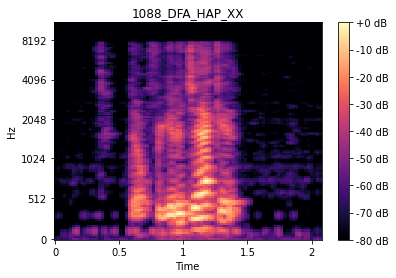 1088_DFA_HAP_XX
Hz
8192
4096
2048
1024
512
0
0
0.5
1
1.5
2
Time
+0 dB
-10 dB
-20 dB
-30 dB
-40 dB
-50 dB
-60 dB
-70 dB
-80 dB